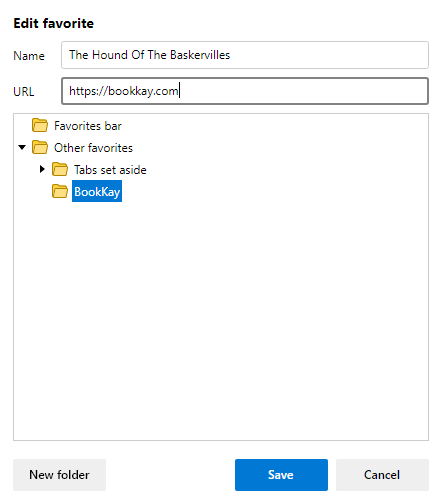 Edit favorite
Name The Hound Of The Baskervilles
URL https://bookkay.com
Favorites bar
Other favorites
Tabs set aside
BookKay
New folder Save Cancel